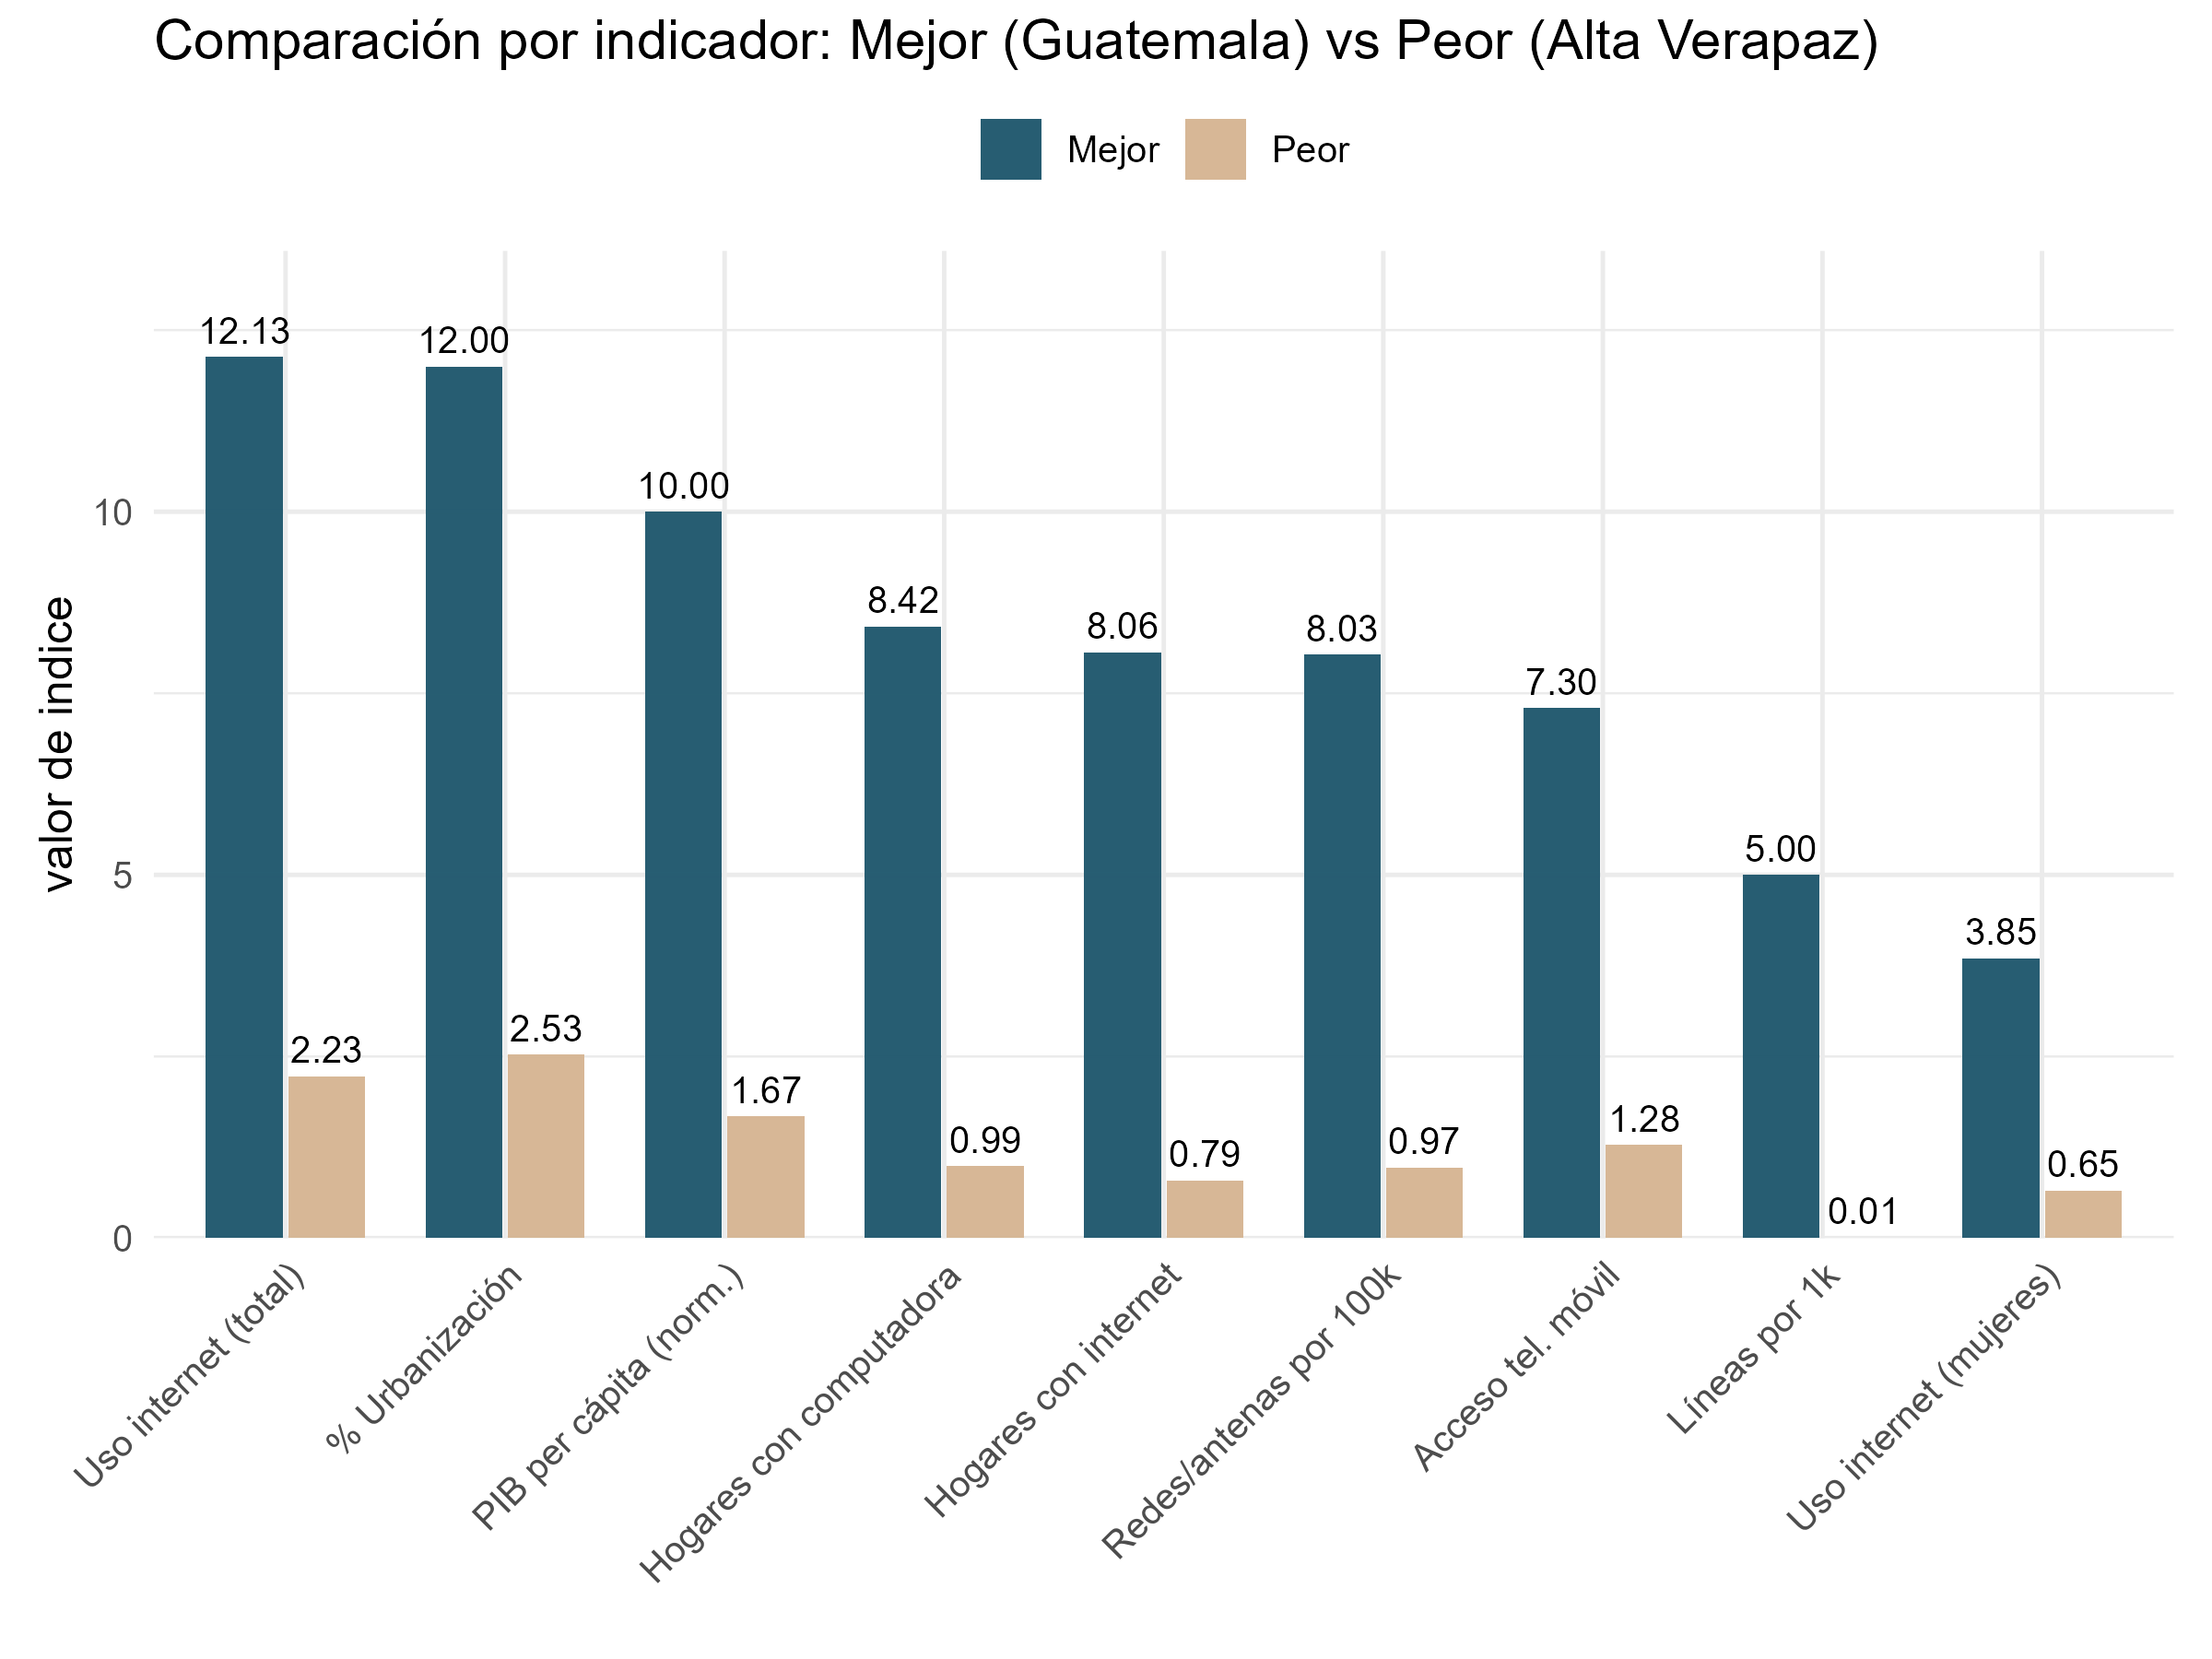 Comparación por indicador: Mejor (Guatemala) vs Peor (Alta Verapaz)
Mejor
Peor
valor de indice
10
5
0
12.13
2.23
12.00
2.53
10.00
1.67
8.42
0.99
8.06
0.79
8.03
0.97
7.30
1.28
5.00
0.01
3.85
0.65
Uso internet (total)
% Urbanización
PIB per cápita (norm.)
Hogares con computadora
Hogares con internet
Redes/antenas por 100k
Acceso tel. móvil
Líneas por 1k
Uso internet (mujeres)